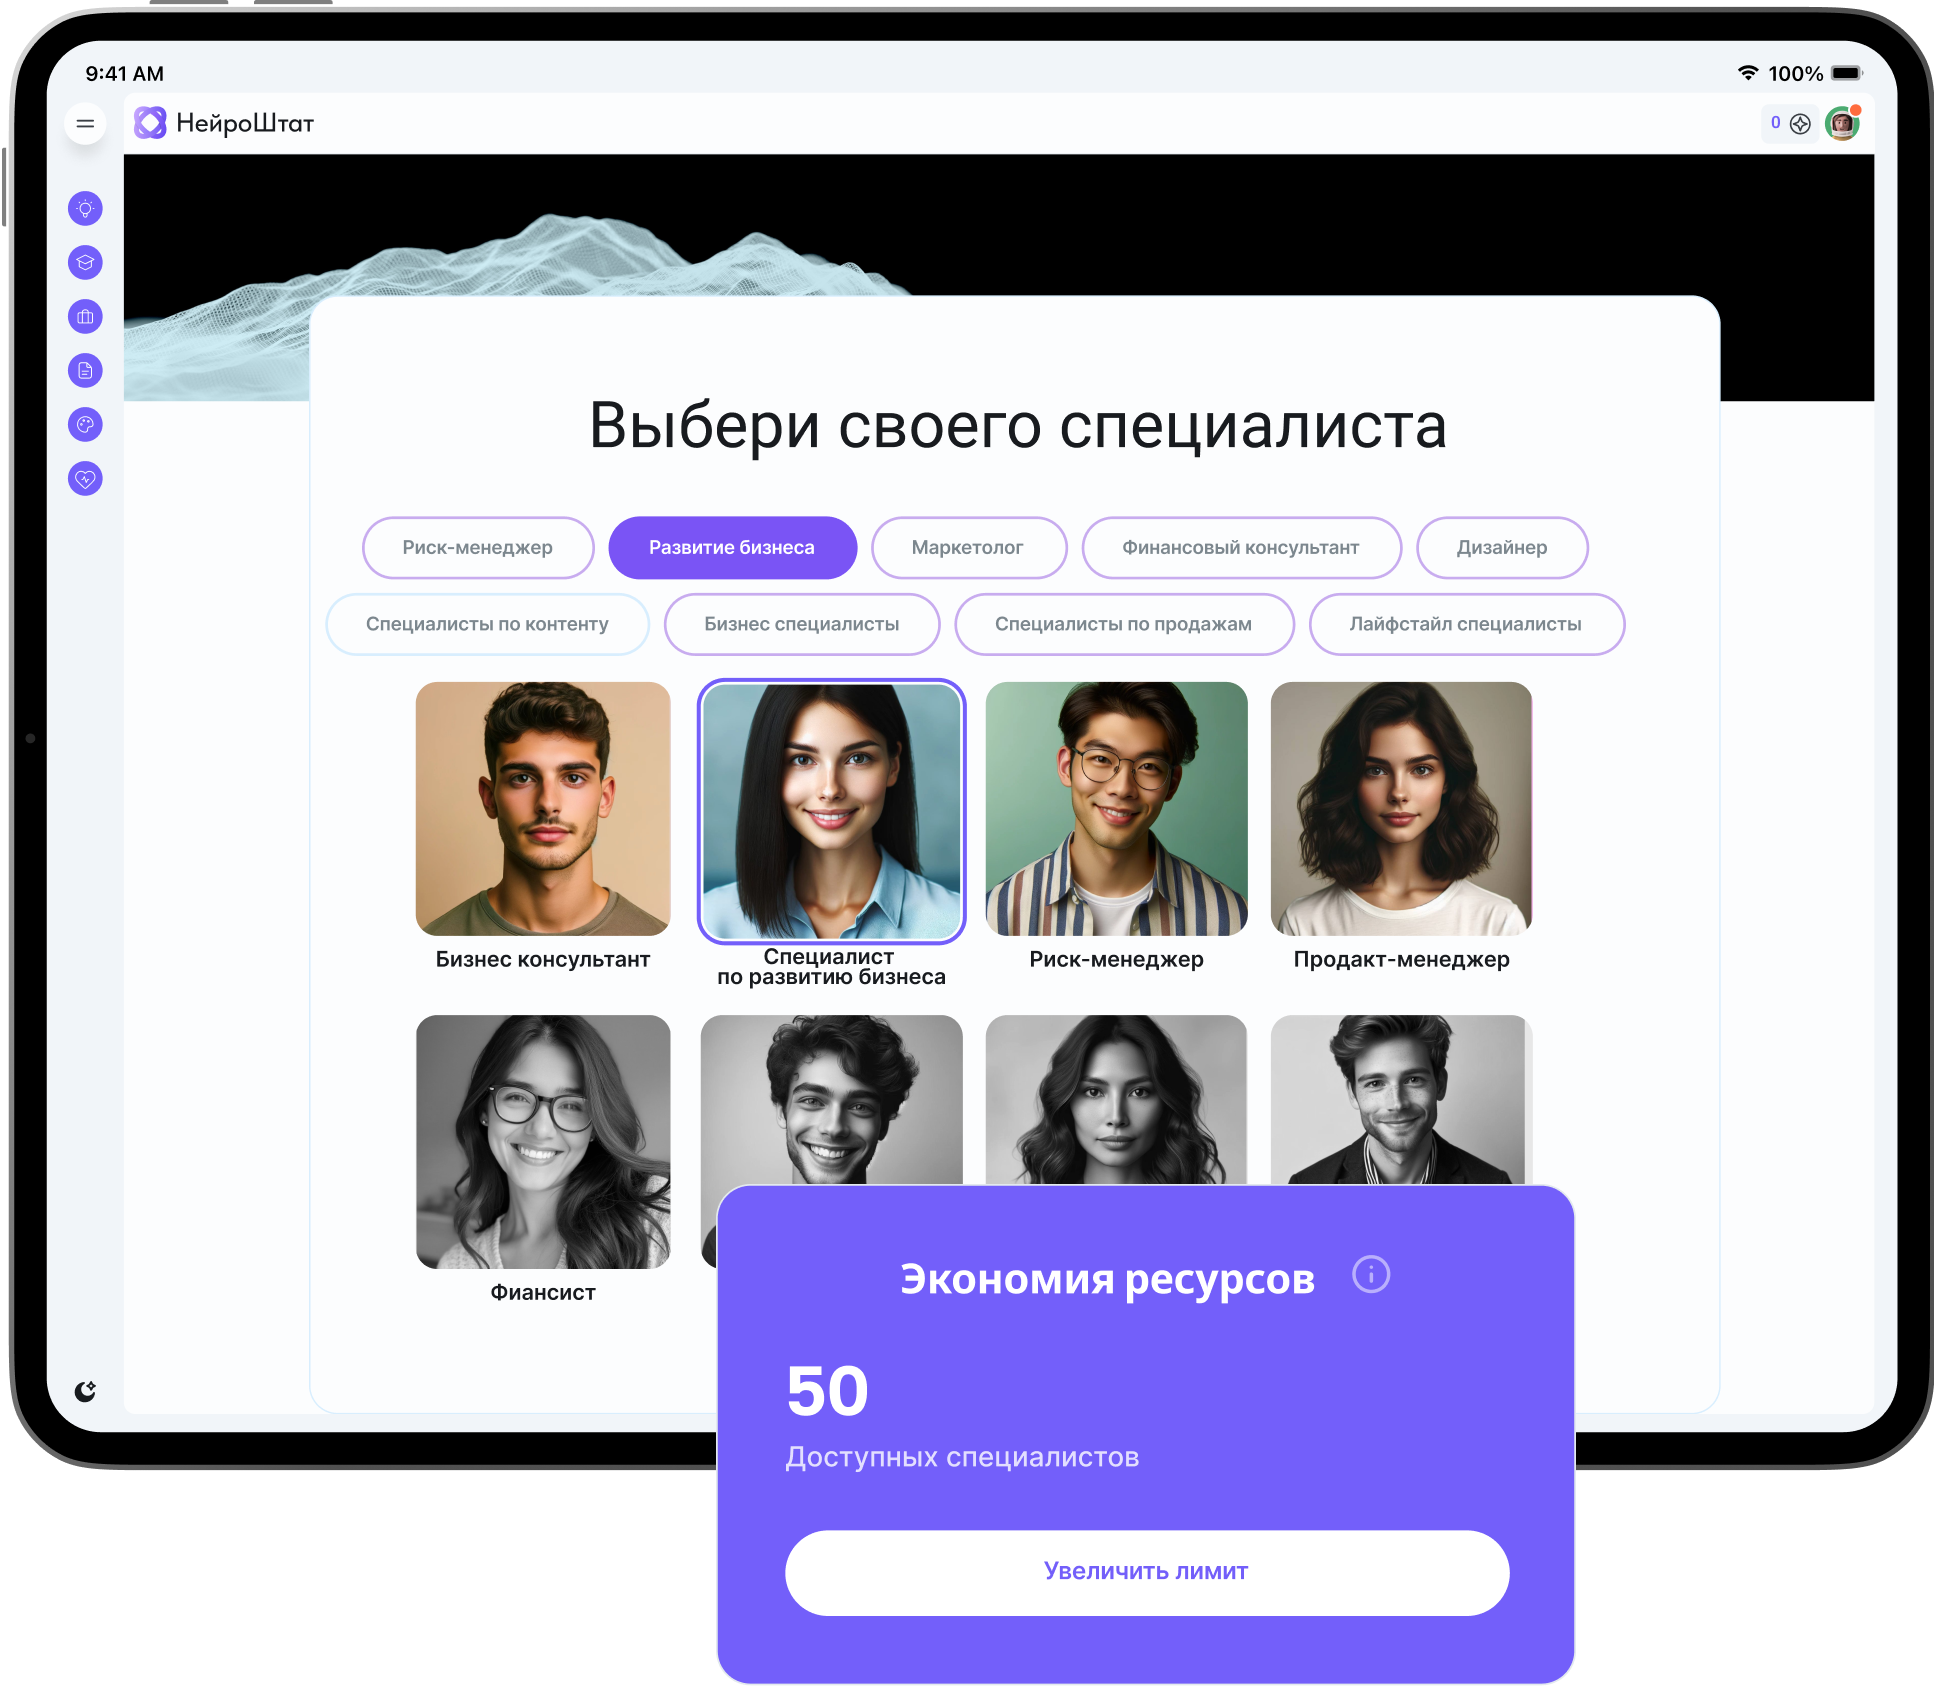 9:41 AM
100%
НейроШтат
0
Выбери своего специалиста
Риск-менеджер
Развитие бизнеса
Маркетолог
Финансовый консультант
Дизайнер
Специалисты по контенту
Бизнес специалисты
Специалисты по продажам
Лайфстайл специалисты
Бизнес консультант
Специалист
по развитию бизнеса
Риск-менеджер
Продакт-менеджер
Фиансист
Экономия ресурсов
50
Доступных специалистов
Увеличить лимит